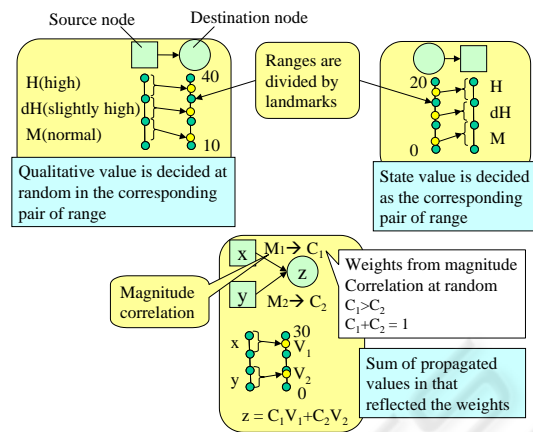 Source node
Destination node
H(high)
dH(slightly high)
M(normal)
40
10
Qualitative value is decided at
random in the corresponding
pair of range
Ranges are
divided by
landmarks
20
0
H
dH
M
State value is decided
as the corresponding
pair of range
x
y
z
M1→ C1
M2→ C2
Magnitude
correlation
Weights from magnitude
Correlation at random
C1>C2
C1+C2 = 1
x
y
30
V1
V2
0
z = C1V1+C2V2
Sum of propagated
values in that
reflected the weights